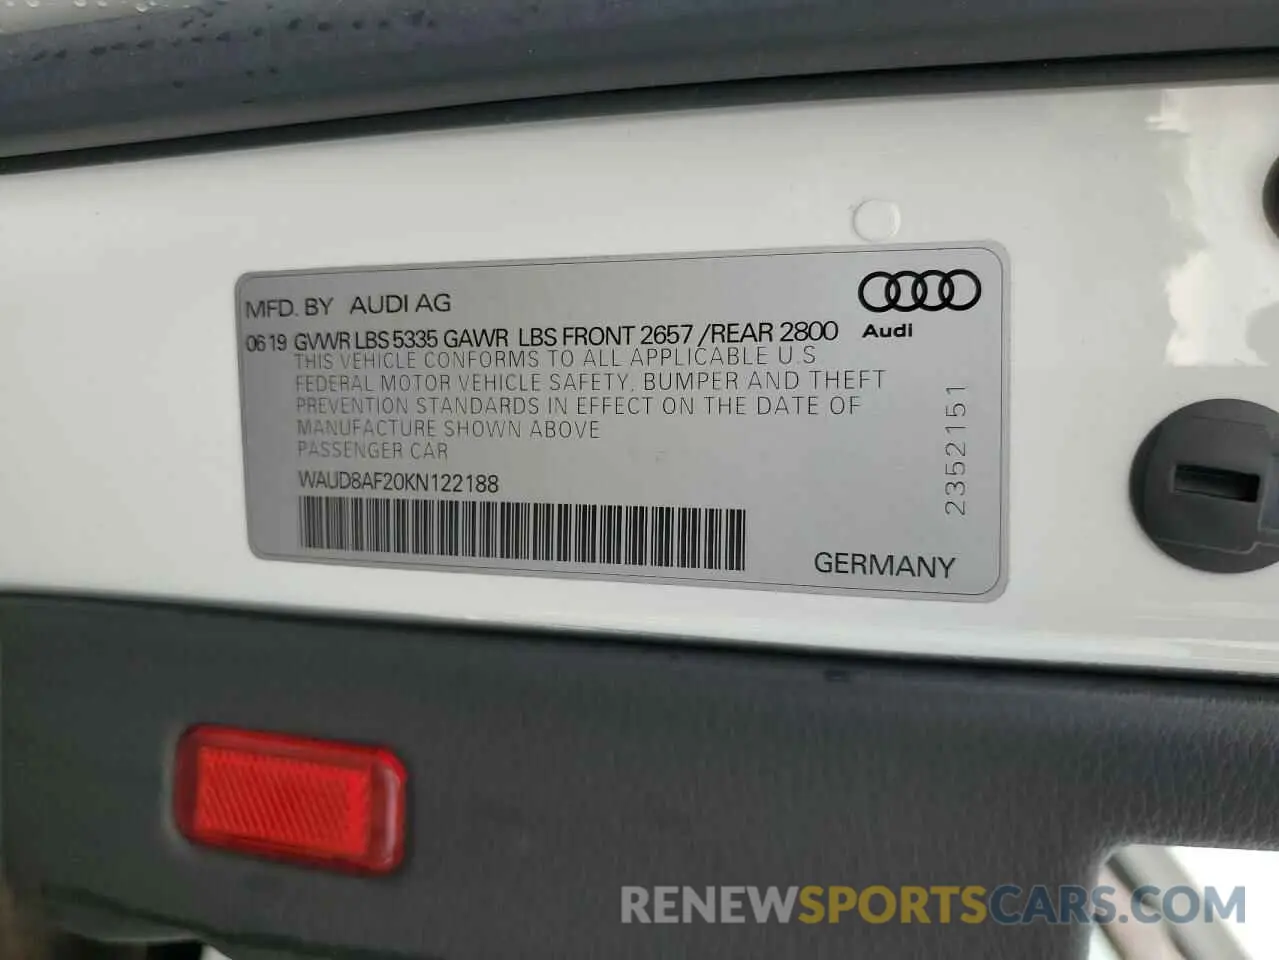 MFD. BY AUDI AG
Audi
0619 GVWR LBS 5335 GAWR LBS FRONT 2657 /REAR 2800
THIS VEHICLE CONFORMS TO ALL APPLICABLE U.S
FEDERAL MOTOR VEHICLE SAFETY, BUMPER AND THEFT
PREVENTION STANDARDS IN EFFECT ON THE DATE OF
MANUFACTURE SHOWN ABOVE
PASSENGER CAR
WAUD8AF20KN122188
2352151
GERMANY
RENEWSPORTSCARS.COM